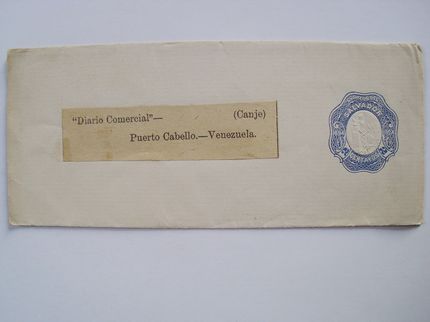 "Diario Comercial"— (Canje)
Puerto Cabello.—Venezuela.
SALVADOR